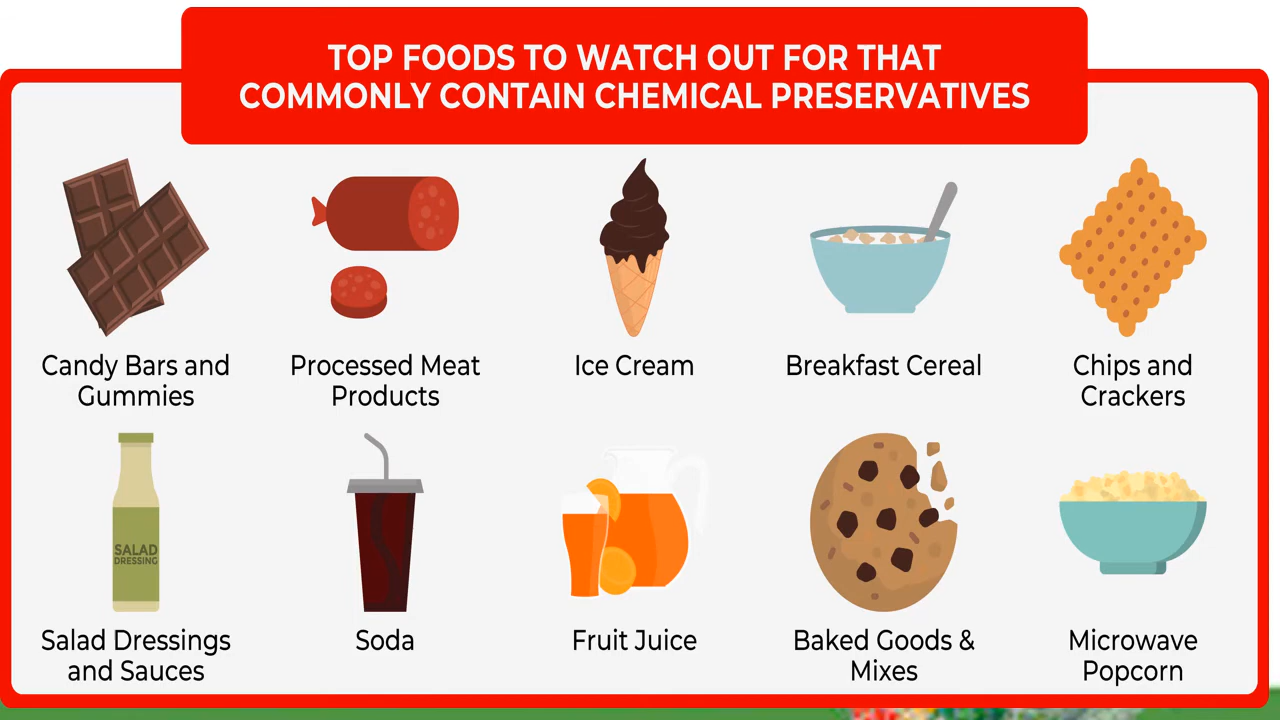 TOP FOODS TO WATCH OUT FOR THAT
COMMONLY CONTAIN CHEMICAL PRESERVATIVES
Candy Bars and
Gummies
Processed Meat
Products
Ice Cream
Breakfast Cereal
Chips and
Crackers
SALAD
DRESSING
Salad Dressings
and Sauces
Soda
Fruit Juice
Baked Goods &
Mixes
Microwave
Popcorn